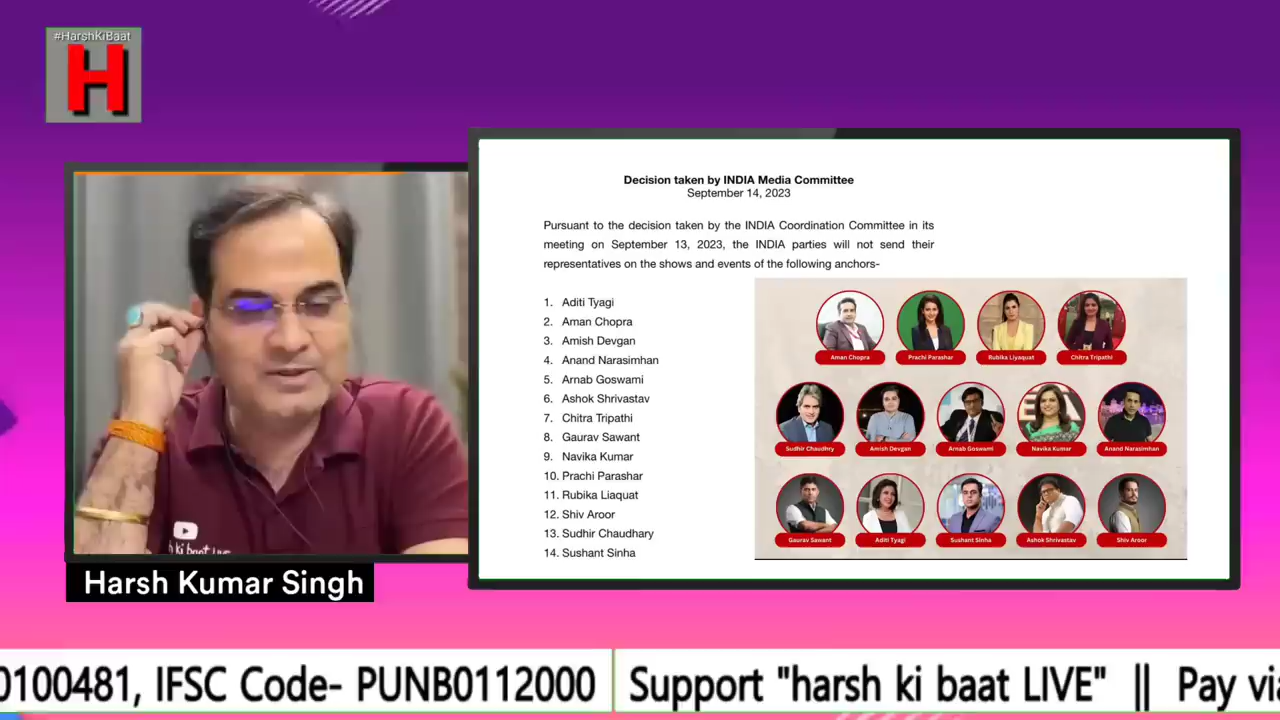 #HarshKiBaat
H
Decision taken by INDIA Media Committee
September 14, 2023
Pursuant to the decision taken by the INDIA Coordination Committee in its
meeting on September 13, 2023, the INDIA parties will not send their
representatives on the shows and events of the following anchors-
1. Aditi Tyagi
2. Aman Chopra
3. Amish Devgan
4. Anand Narasimhan
5. Arnab Goswami
6. Ashok Shrivastav
7. Chitra Tripathi
8. Gaurav Sawant
9. Navika Kumar
10. Prachi Parashar
11. Rubika Liaquat
12. Shiv Aroor
13. Sudhir Chaudhary
14. Sushant Sinha
Aman Chopra
Prachi Parashar
Rubika Liyaquat
Chitra Tripathi
Sudhir Chaudhry
Amish Devgan
Arnab Goswami
Navika Kumar
Anand Narasimhan
Gaurav Sawant
Aditi Tyagi
Sushant Sinha
Ashok Shrivastav
Shiv Aroor
ki baat LIVE
Harsh Kumar Singh
0100481, IFSC Code- PUNB0112000
Support "harsh ki baat LIVE" || Pay via